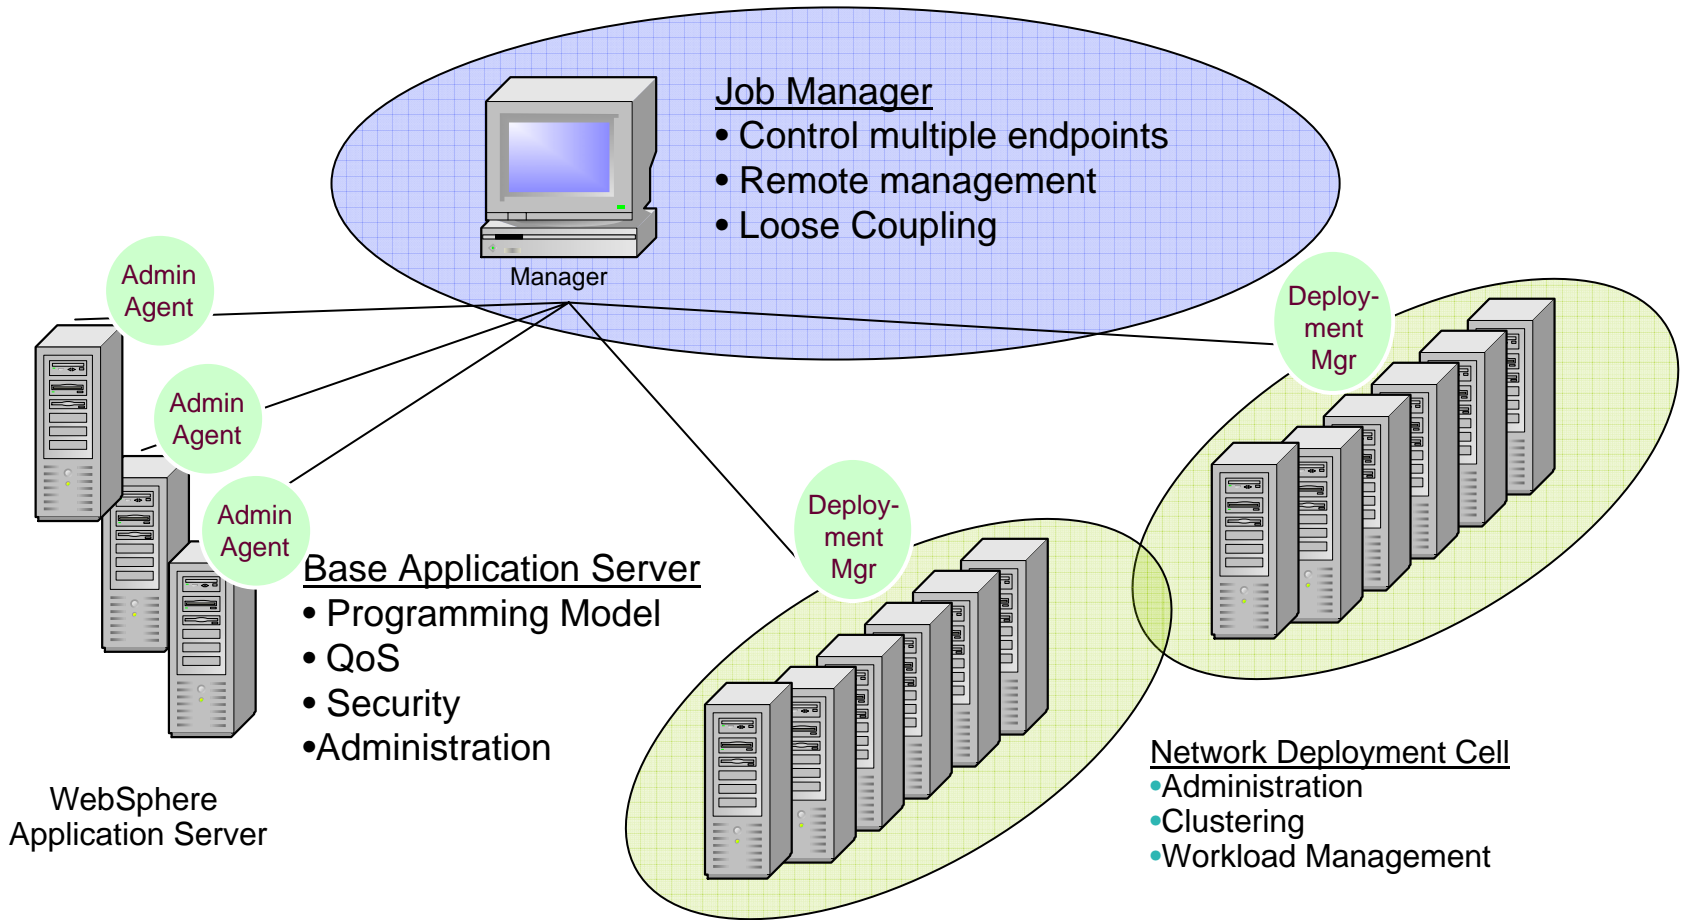 Job Manager
• Control multiple endpoints
• Remote management
• Loose Coupling
Manager
Admin
Agent
Admin
Agent
Admin
Agent
Deploy-
ment
Mgr
Deploy-
ment
Mgr
Base Application Server
• Programming Model
• QoS
• Security
•Administration
WebSphere
Application Server
Network Deployment Cell
•Administration
•Clustering
•Workload Management